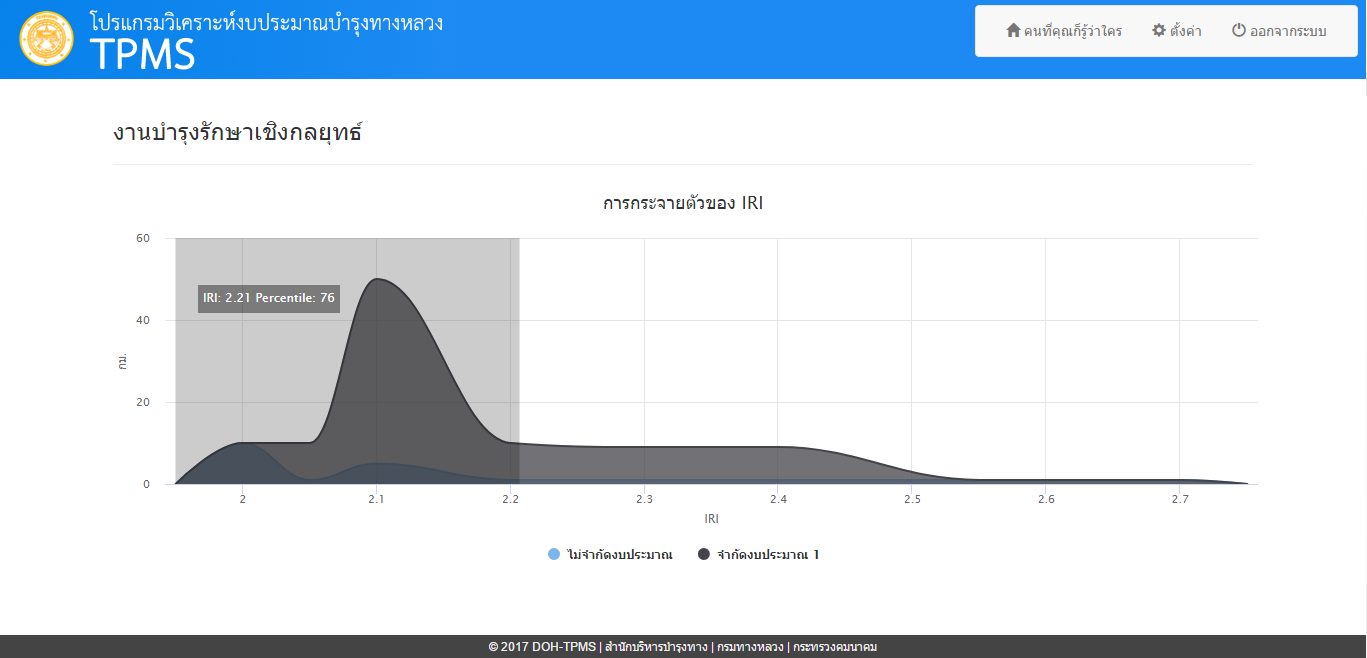 โปรแกรมวิเคราะห์งบประมาณบำรุงทางหลวง
TPMS
คนที่คุณก็รู้ว่าใคร ตั้งค่า ออกจากระบบ
งานบำรุงรักษาเชิงกลยุทธ์
การกระจายตัวของ IRI
60
IRI: 2.21 Percentile: 76
40
กม.
20
0
2 2.1 2.2 2.3 2.4 2.5 2.6 2.7
IRI
ไม่จำกัดงบประมาณ จำกัดงบประมาณ 1
© 2017 DOH-TPMS | สำนักบริหารบำรุงทาง | กรมทางหลวง | กระทรวงคมนาคม